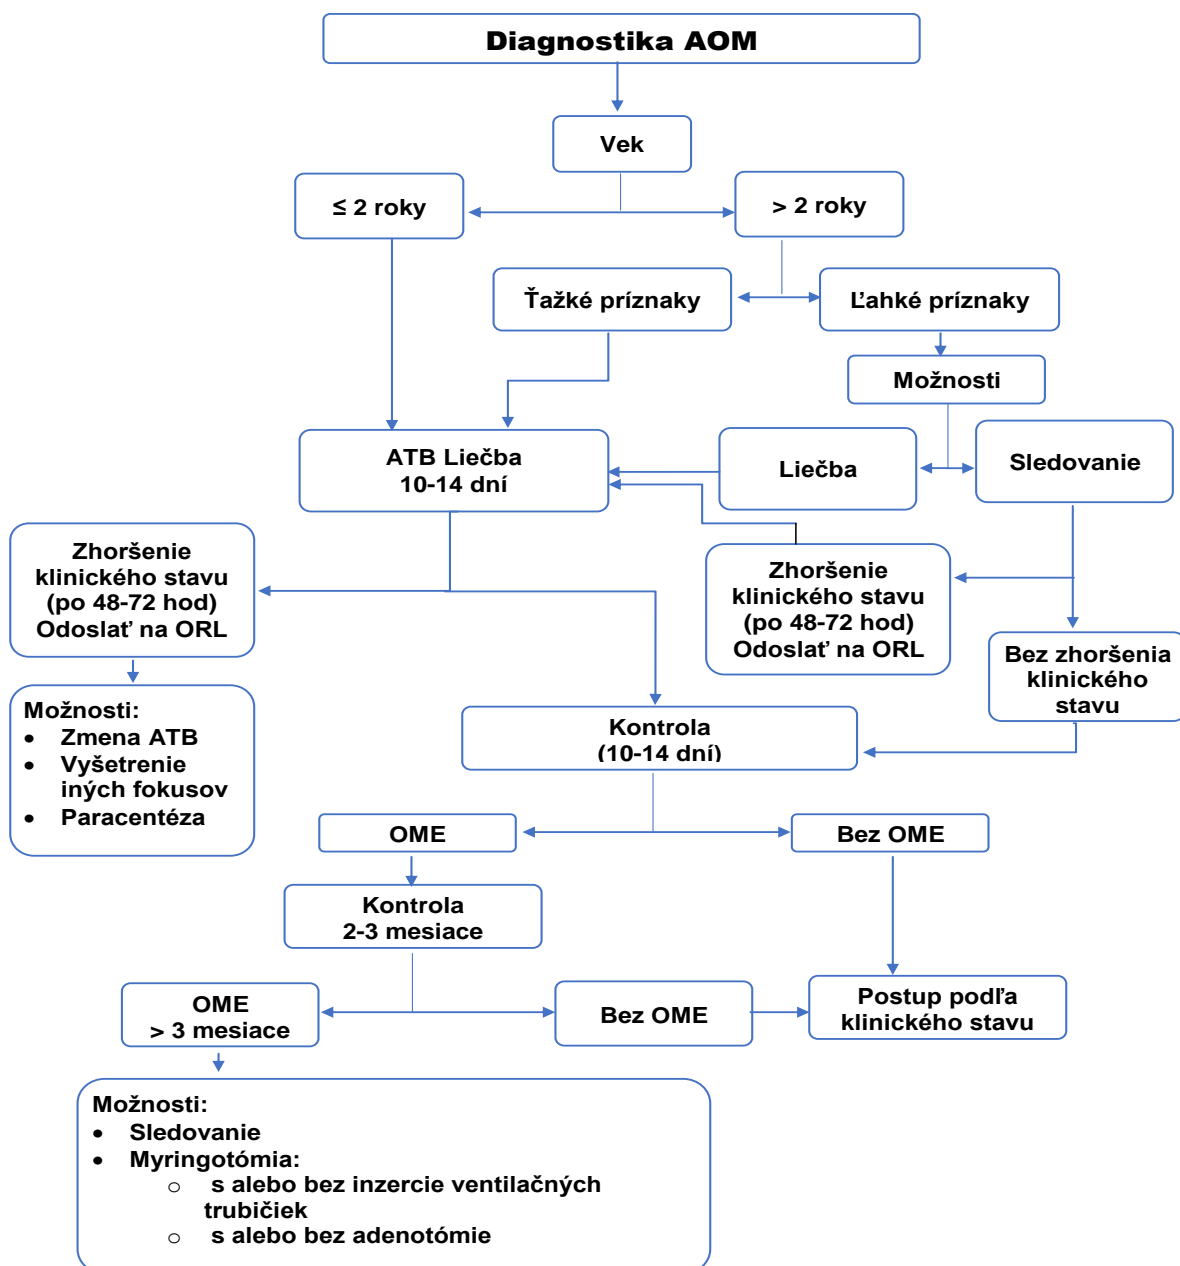 Diagnostika AOM
Vek
≤ 2 roky
> 2 roky
Ťažké príznaky
Ľahké príznaky
Možnosti
ATB Liečba
10-14 dní
Liečba
Sledovanie
Zhoršenie
klinického stavu
(po 48-72 hod)
Odoslať na ORL
Zhoršenie
klinického stavu
(po 48-72 hod)
Odoslať na ORL
Bez zhoršenia
klinického
stavu
Možnosti:
• Zmena ATB
• Vyšetrenie
iných fokusov
• Paracentéza
Kontrola
(10-14 dní)
OME
Bez OME
Kontrola
2-3 mesiace
OME
> 3 mesiace
Bez OME
Postup podľa
klinického stavu
Možnosti:
• Sledovanie
• Myringotómia:
o s alebo bez inzercie ventilačných
trubičiek
o s alebo bez adenotómie